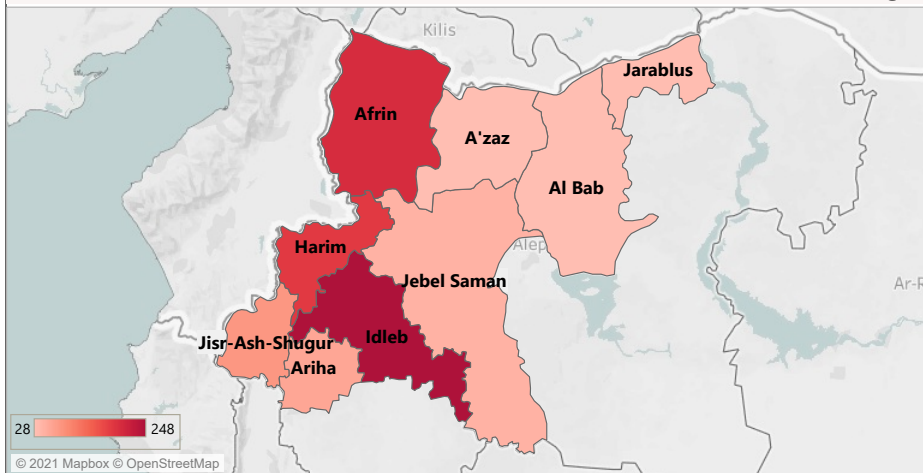 Kilis
Jarablus
Afrin
A'zaz
Al Bab
Harim
Alep
Jebel Saman
Ar-R
Idleb
Jisr-Ash-Shugur
Ariha
28
248
© 2021 Mapbox © OpenStreetMap